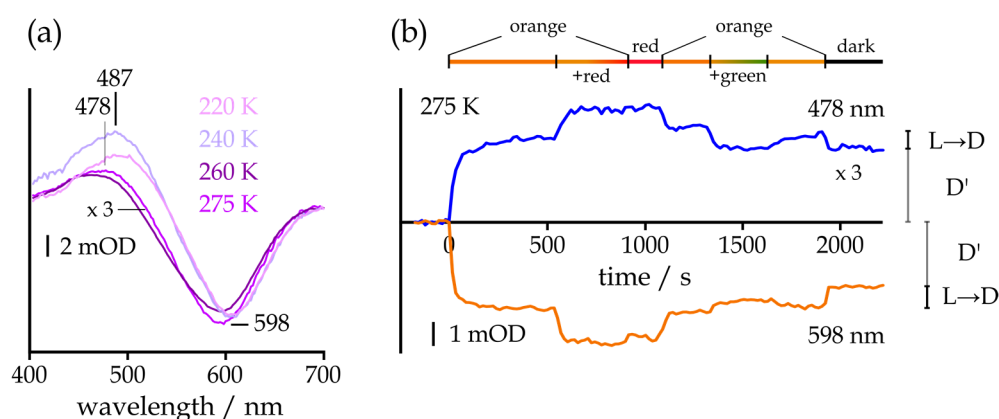 (a)
487
478
220 K
240 K
260 K
275 K
x 3
2 mOD
598
400 500 600 700
wavelength / nm
(b)
orange red orange dark
+red +green
275 K 478 nm
x 3
L→D
D'
0 500 1000 1500 2000
time / s
D'
L→D
1 mOD 598 nm